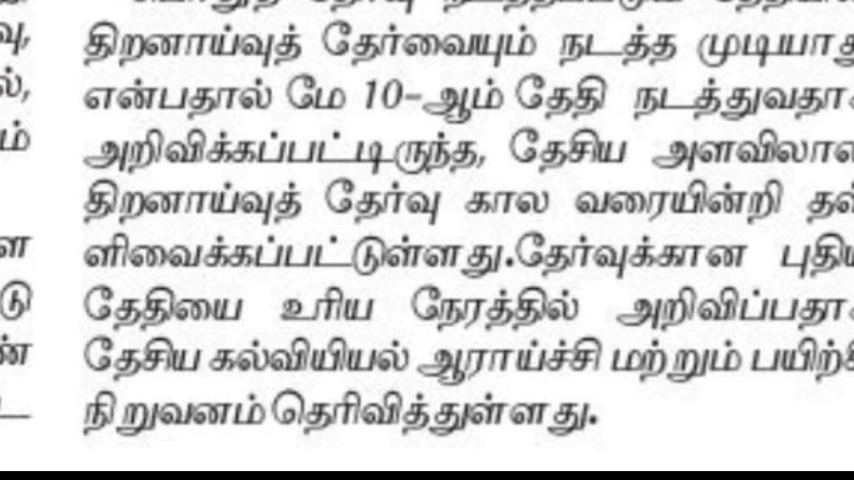 வு,
திறனாய்வுத் தேர்வையும் நடத்த முடியாது
ல்,
என்பதால் மே 10-ஆம் தேதி நடத்துவதாக
ம்
அறிவிக்கப்பட்டிருந்த, தேசிய அளவிலான
திறனாய்வுத் தேர்வு கால வரையின்றி தள்
ள
ளிவைக்கப்பட்டுள்ளது.தேர்வுக்கான புதிய
டு
தேதியை உரிய நேரத்தில் அறிவிப்பதாக
ண்
தேசிய கல்வியியல் ஆராய்ச்சி மற்றும் பயிற்சி
நிறுவனம் தெரிவித்துள்ளது.